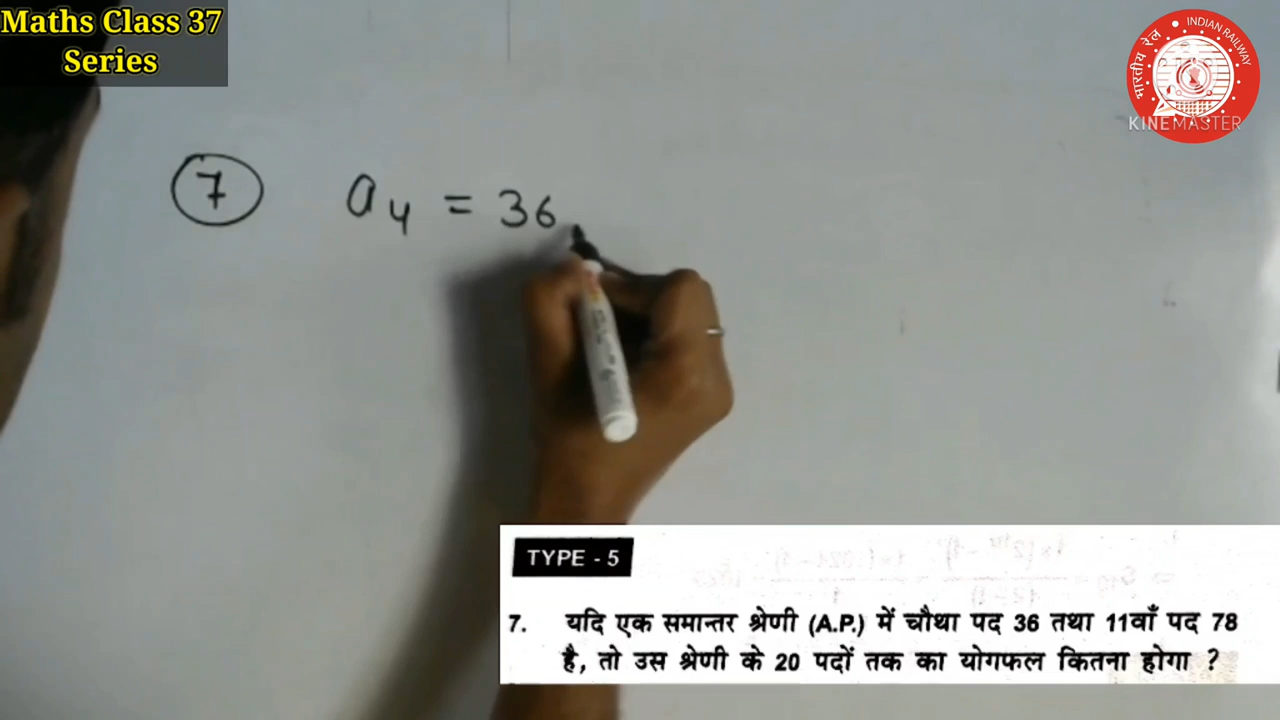 Maths Class 37
Series
भारतीय रेल
INDIAN RAILWAY
KINEMASTER
7 a₄ = 36
TYPE - 5
7. यदि एक समान्तर श्रेणी (A.P.) में चौथा पद 36 तथा 11वाँ पद 78
है, तो उस श्रेणी के 20 पदों तक का योगफल कितना होगा ?